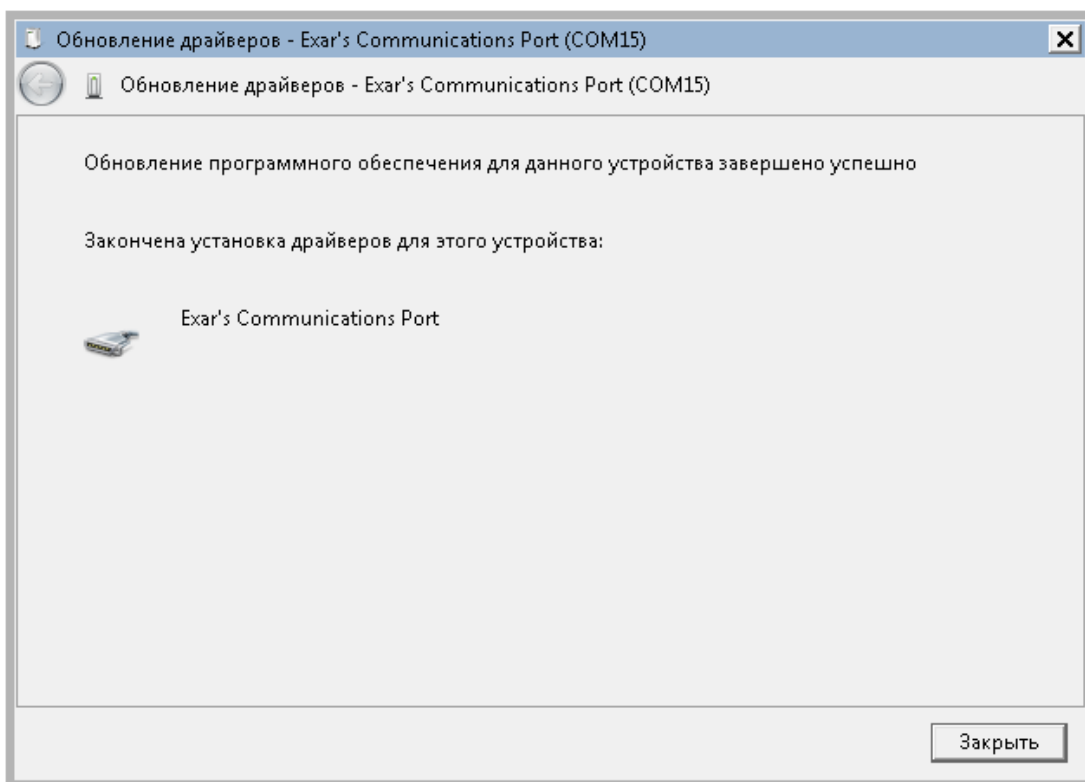 Обновление драйверов - Exar's Communications Port (COM15)
Обновление драйверов - Exar's Communications Port (COM15)
Обновление программного обеспечения для данного устройства завершено успешно
Закончена установка драйверов для этого устройства:
Exar's Communications Port
Закрыть